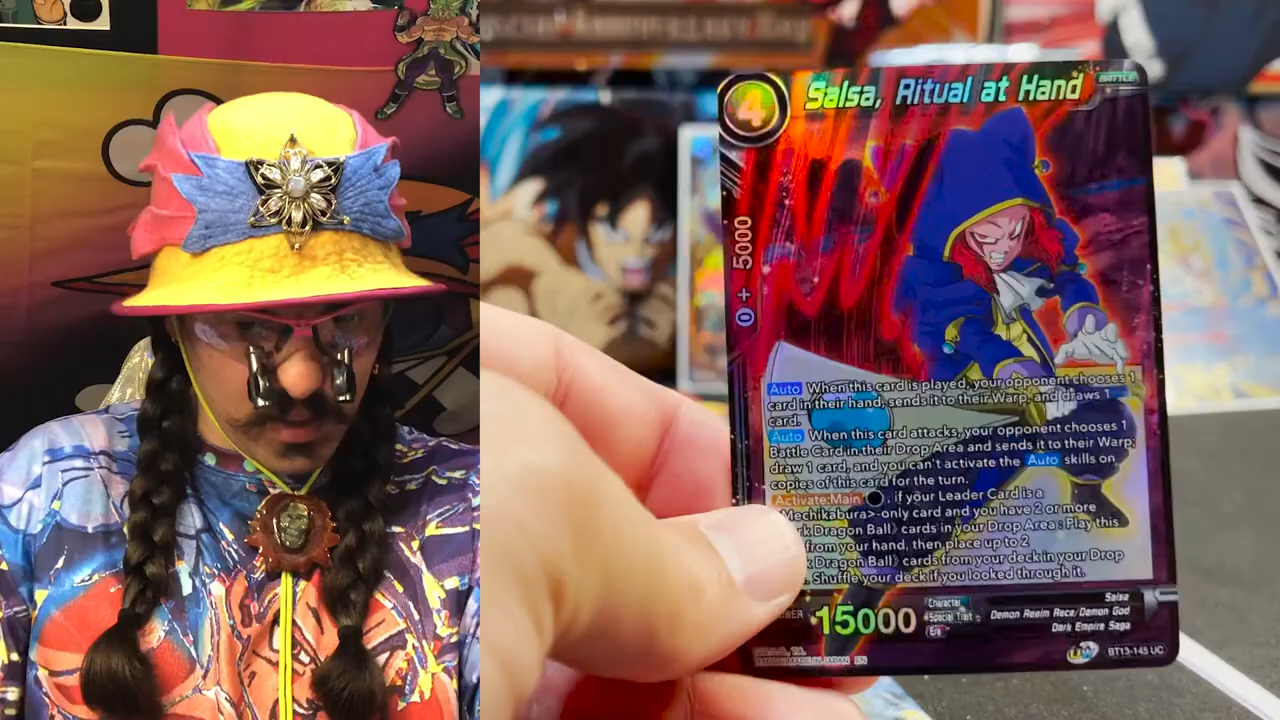 4
Salsa, Ritual at Hand
BATTLE
0 + 5000
Auto When this card is played, your opponent chooses 1
card in their hand, sends it to their Warp, and draws 1
card.
Auto When this card attacks, your opponent chooses 1
Battle Card in their Drop Area and sends it to their Warp;
draw 1 card, and you can't activate the Auto skills on
copies of this card for the turn.
Activate:Main , if your Leader Card is a
<Mechikabura>-only card and you have 2 or more
Dragon Ball》 cards in your Drop Area : Play this
from your hand, then place up to 2
Dragon Ball》 cards from your deck in your Drop
Shuffle your deck if you looked through it.
15000
Character Salsa
Special Trait Demon Realm Race/Demon God
Era Dark Empire Saga
MADE IN JAPAN EN
BT13-145 UC